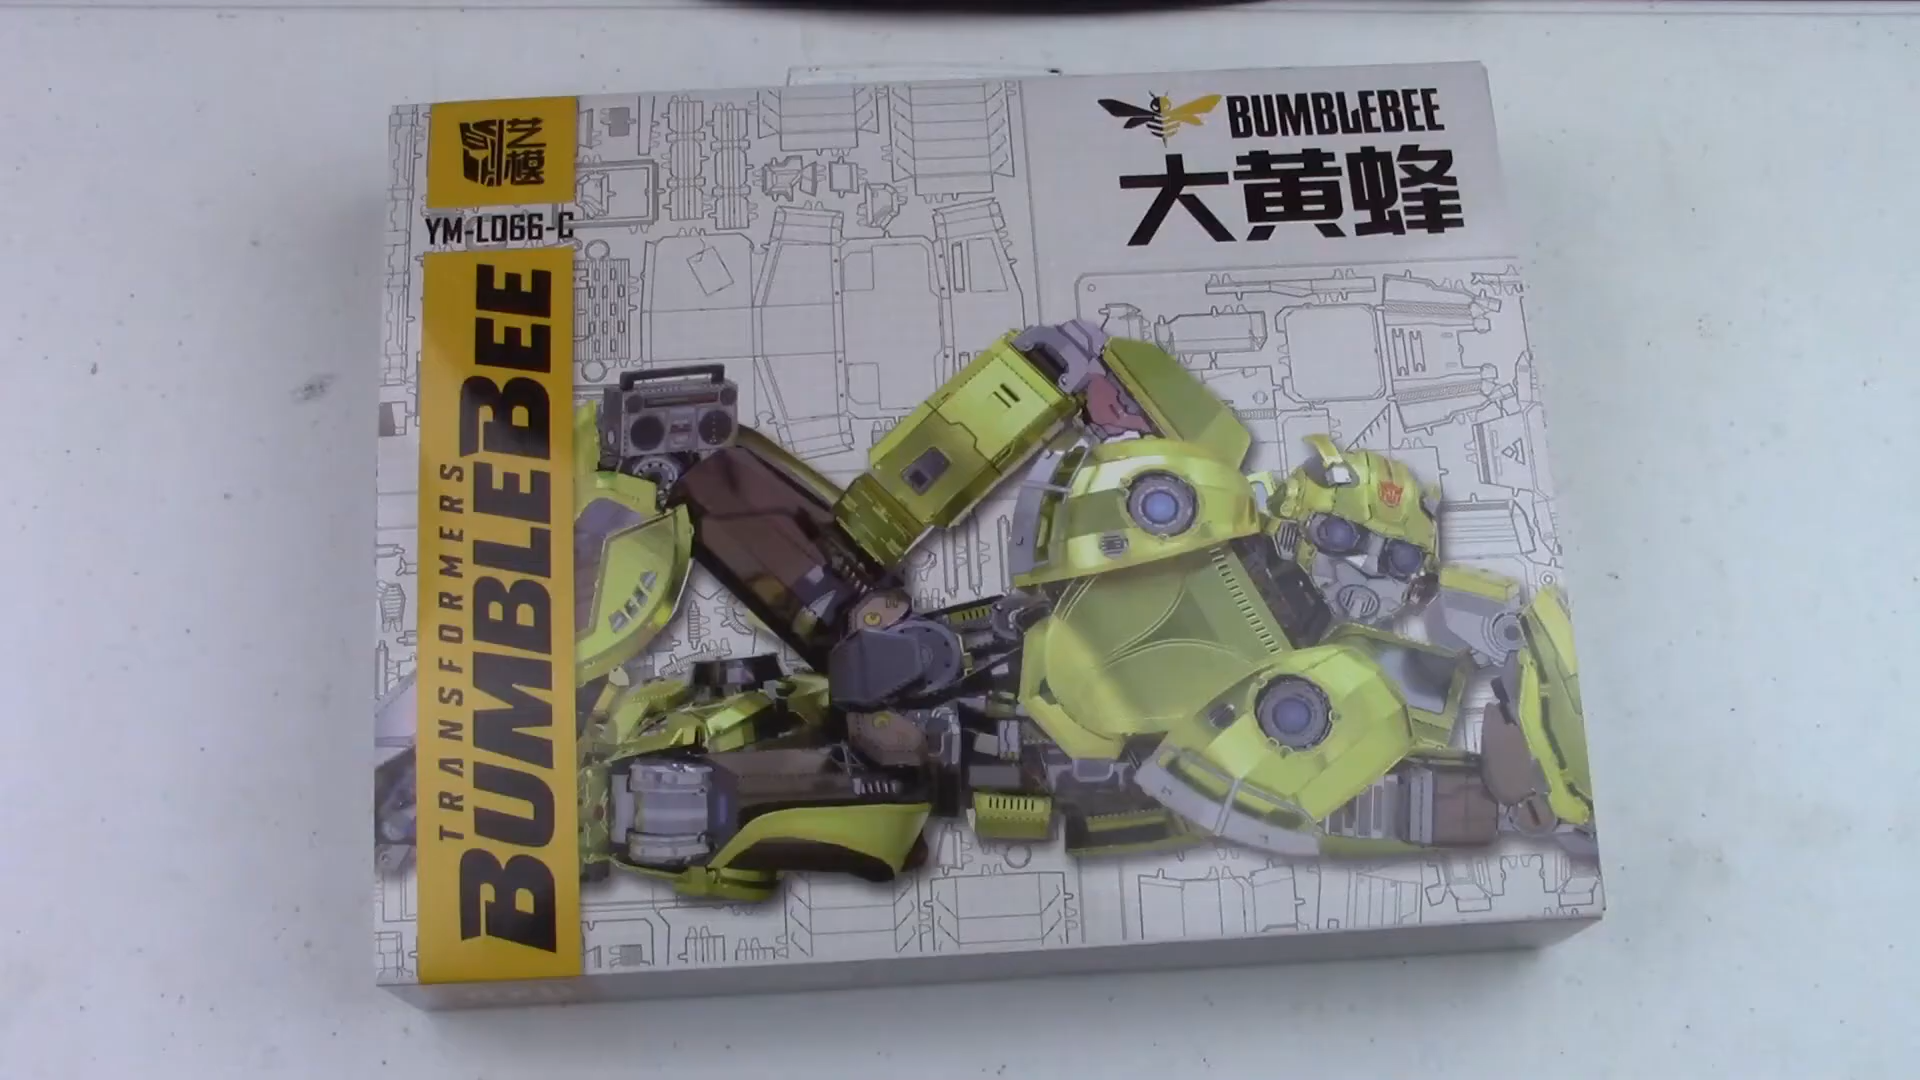 艺模
YM-L066-C
TRANSFORMERS
BUMBLEBEE
BUMBLEBEE
大黄蜂